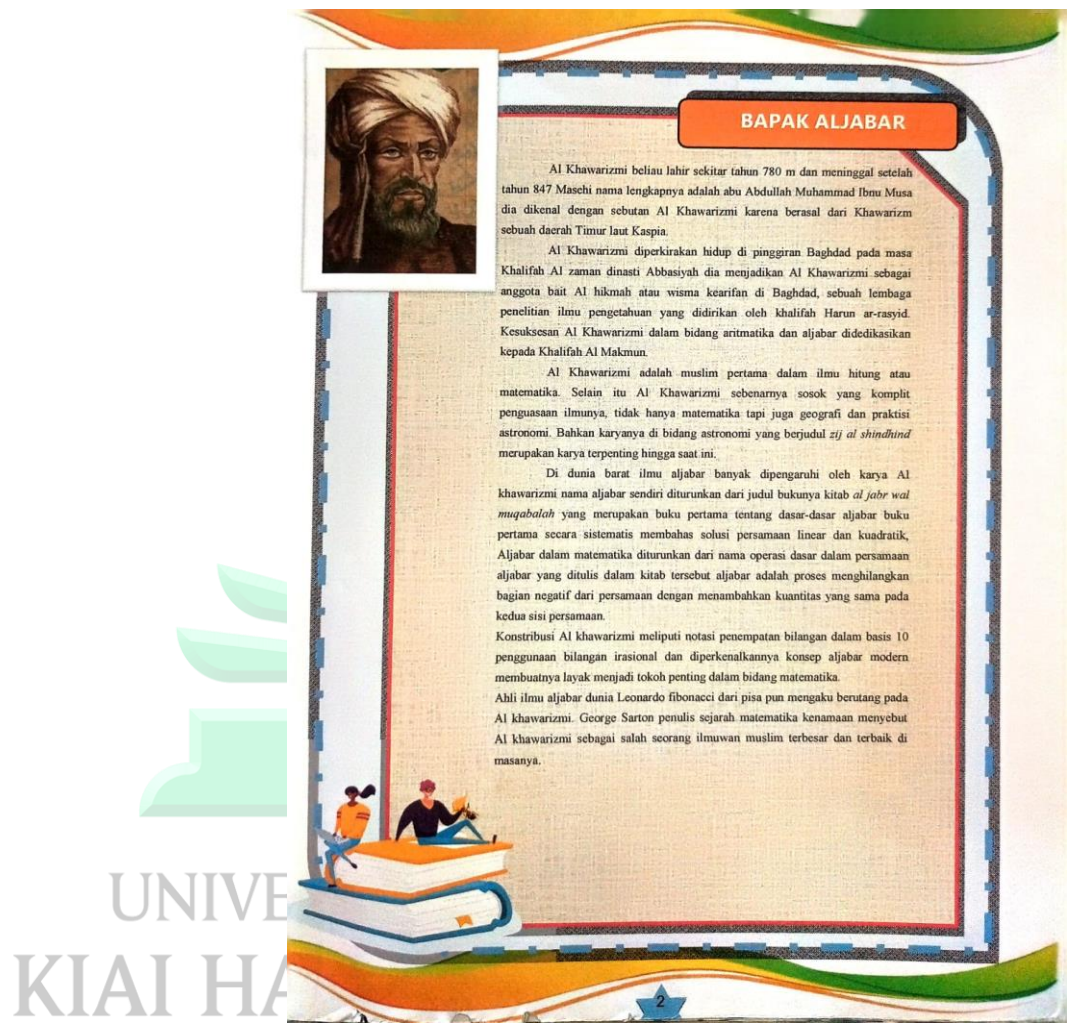 BAPAK ALJABAR
Al Khawarizmi beliau lahir sekitar tahun 780 m dan meninggal setelah
tahun 847 Masehi nama lengkapnya adalah abu Abdullah Muhammad Ibnu Musa
dia dikenal dengan sebutan Al Khawarizmi karena berasal dari Khawarizm
sebuah daerah Timur laut Kaspia.
Al Khawarizmi diperkirakan hidup di pinggiran Baghdad pada masa
Khalifah Al zaman dinasti Abbasiyah dia menjadikan Al Khawarizmi sebagai
anggota bait Al hikmah atau wisma kearifan di Baghdad, sebuah lembaga
penelitian ilmu pengetahuan yang didirikan oleh khalifah Harun ar-rasyid.
Kesuksesan Al Khawarizmi dalam bidang aritmatika dan aljabar didedikasikan
kepada Khalifah Al Makmun.
Al Khawarizmi adalah muslim pertama dalam ilmu hitung atau
matematika. Selain itu Al Khawarizmi sebenarnya sosok yang komplit
penguasaan ilmunya, tidak hanya matematika tapi juga geografi dan praktisi
astronomi. Bahkan karyanya di bidang astronomi yang berjudul zij al shindhind
merupakan karya terpenting hingga saat ini.
Di dunia barat ilmu aljabar banyak dipengaruhi oleh karya Al
khawarizmi nama aljabar sendiri diturunkan dari judul bukunya kitab al jabr wal
muqabalah yang merupakan buku pertama tentang dasar-dasar aljabar buku
pertama secara sistematis membahas solusi persamaan linear dan kuadratik,
Aljabar dalam matematika diturunkan dari nama operasi dasar dalam persamaan
aljabar yang ditulis dalam kitab tersebut aljabar adalah proses menghilangkan
bagian negatif dari persamaan dengan menambahkan kuantitas yang sama pada
kedua sisi persamaan.
Konstribusi Al khawarizmi meliputi notasi penempatan bilangan dalam basis 10
penggunaan bilangan irasional dan diperkenalkannya konsep aljabar modern
membuatnya layak menjadi tokoh penting dalam bidang matematika.
Ahli ilmu aljabar dunia Leonardo fibonacci dari pisa pun mengaku berutang pada
Al khawarizmi. George Sarton penulis sejarah matematika kenamaan menyebut
Al khawarizmi sebagai salah seorang ilmuwan muslim terbesar dan terbaik di
masanya.
UNIVE
KIAI HA
2